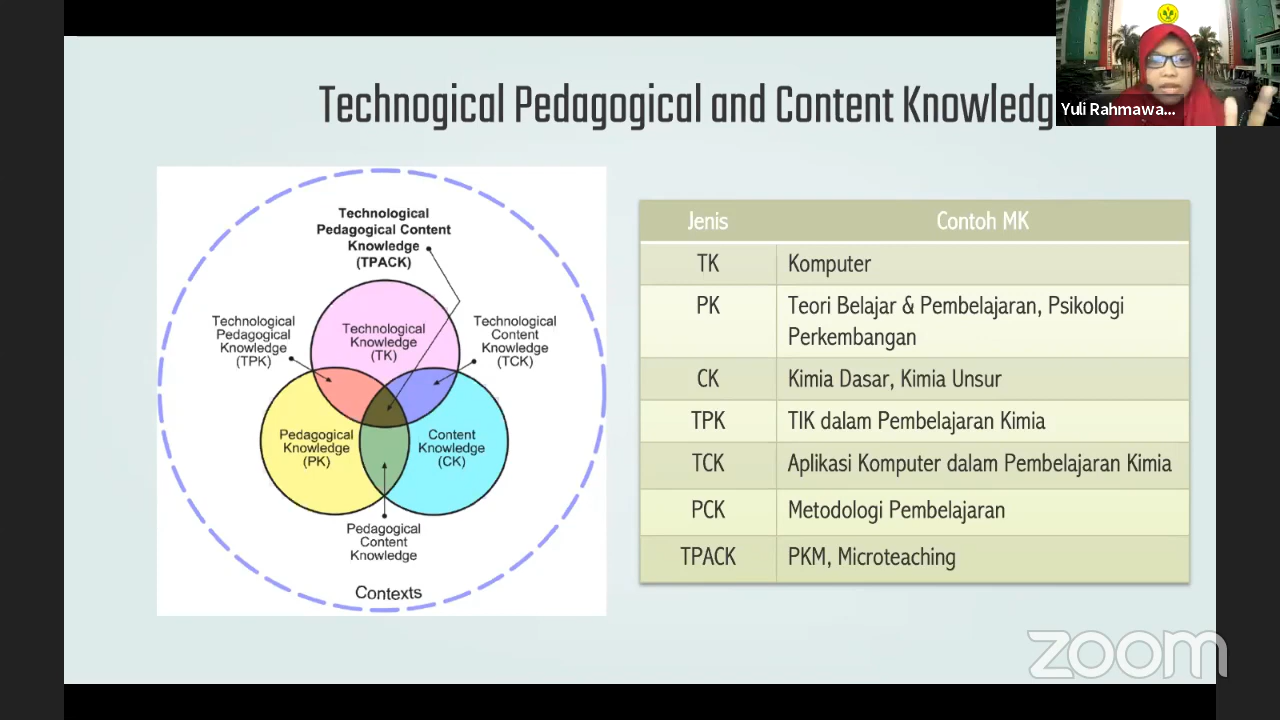 Technogical Pedagogical and Content Knowledg
Yuli Rahmawa...
Technological
Pedagogical Content
Knowledge
(TPACK)
Technological
Pedagogical
Knowledge
(TPK)
Technological
Knowledge
(TK)
Technological
Content
Knowledge
(TCK)
Pedagogical
Knowledge
(PK)
Content
Knowledge
(CK)
Pedagogical
Content
Knowledge
Contexts
Jenis Contoh MK
TK Komputer
PK Teori Belajar & Pembelajaran, Psikologi
Perkembangan
CK Kimia Dasar, Kimia Unsur
TPK TIK dalam Pembelajaran Kimia
TCK Aplikasi Komputer dalam Pembelajaran Kimia
PCK Metodologi Pembelajaran
TPACK PKM, Microteaching
zoom